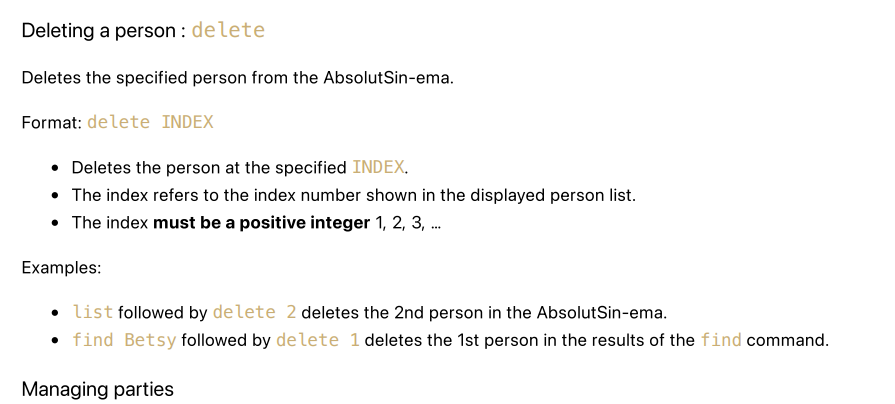 Deleting a person : delete
Deletes the specified person from the AbsolutSin-ema.
Format: delete INDEX
• Deletes the person at the specified INDEX.
• The index refers to the index number shown in the displayed person list.
• The index must be a positive integer 1, 2, 3, …
Examples:
• list followed by delete 2 deletes the 2nd person in the AbsolutSin-ema.
• find Betsy followed by delete 1 deletes the 1st person in the results of the find command.
Managing parties